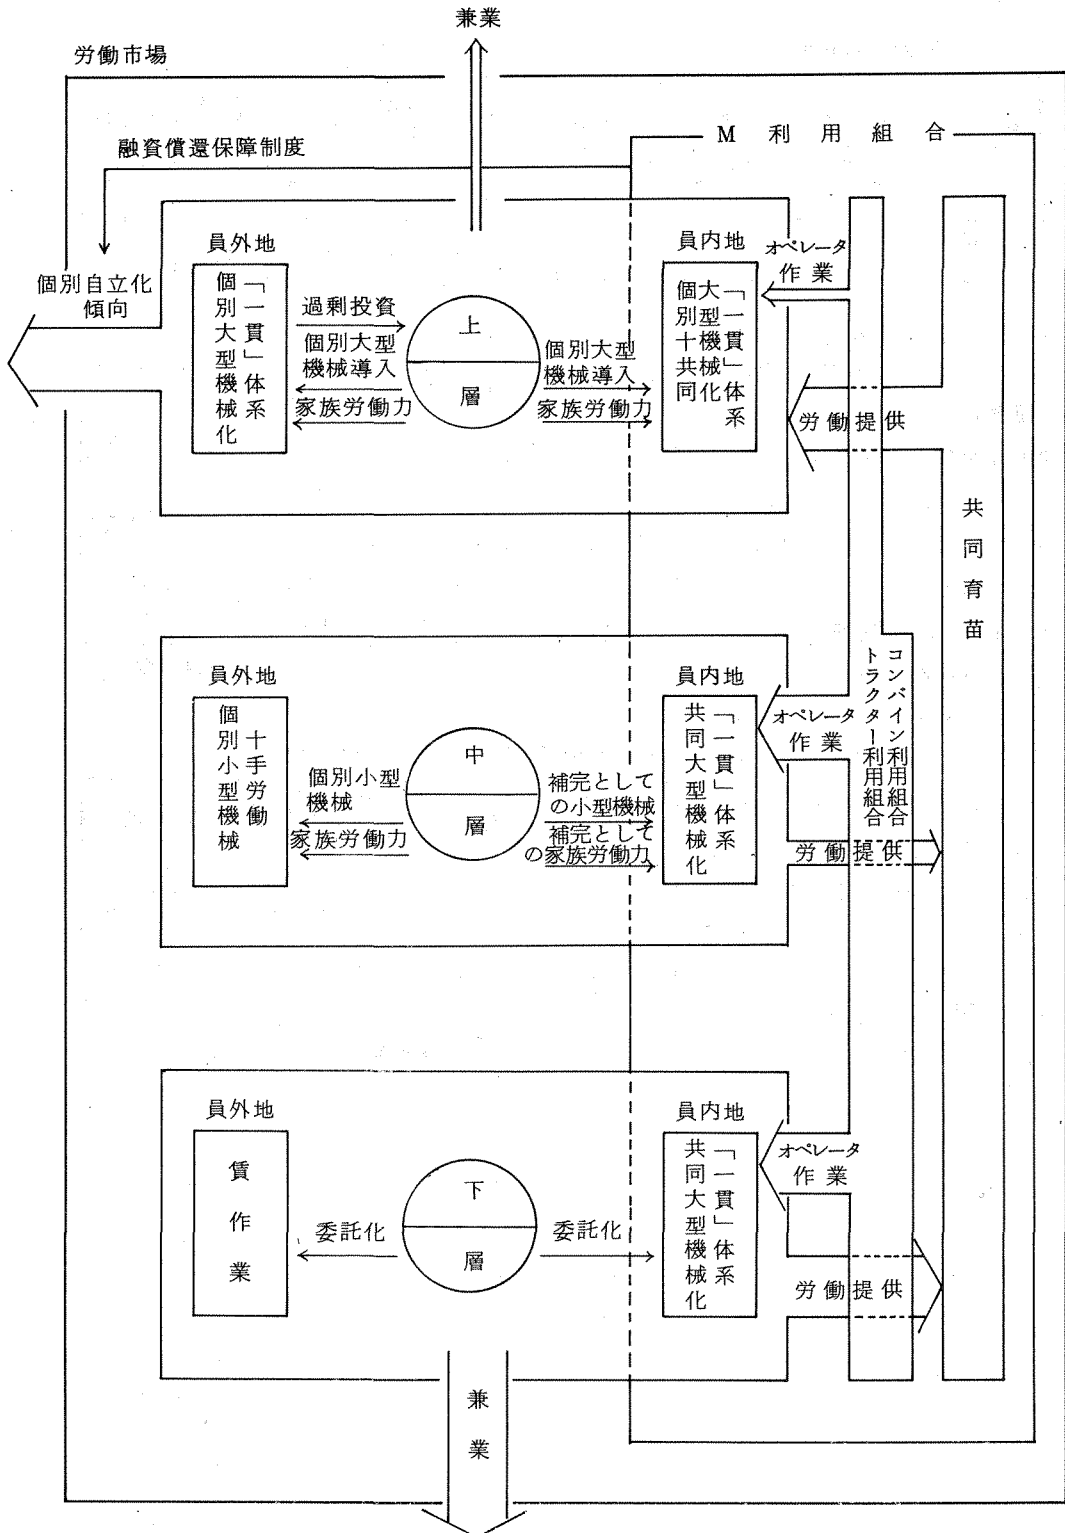 兼業
労働市場
M利用組合
融資償還保障制度
個別自立化
傾向
員外地
「一貫」体系
個別大型機械化
過剰投資
個別大型
機械導入
家族労働力
上
層
個別大型
機械導入
家族労働力
員内地
「一貫」体系
大型機械化
個別十共同
オペレータ
作業
労働提供
共同育苗
コンバイン利用組合
トラクター利用組合
員外地
十手労働
個別小型機械
個別小型
機械
家族労働力
中
層
補完として
の小型機械
補完として
の家族労働力
員内地
「一貫」体系
共同大型機械化
オペレータ
作業
労働提供
員外地
賃作業
委託化
下
層
委託化
員内地
「一貫」体系
共同大型機械化
オペレータ
作業
労働提供
兼業